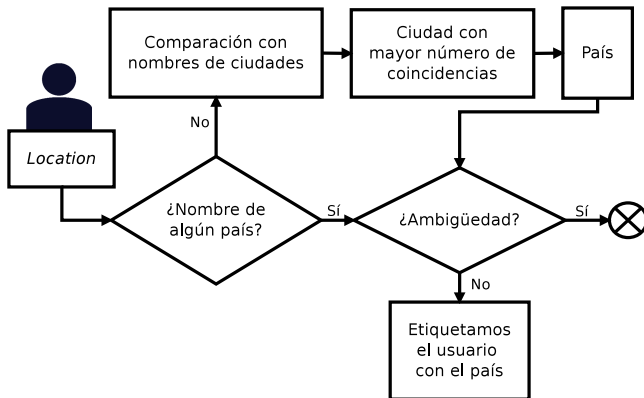 Comparación con
nombres de ciudades
Ciudad con
mayor número de
coincidencias
País
Location
No
¿Nombre de
algún país?
Sí
¿Ambigüedad?
Sí
No
Etiquetamos
el usuario
con el país